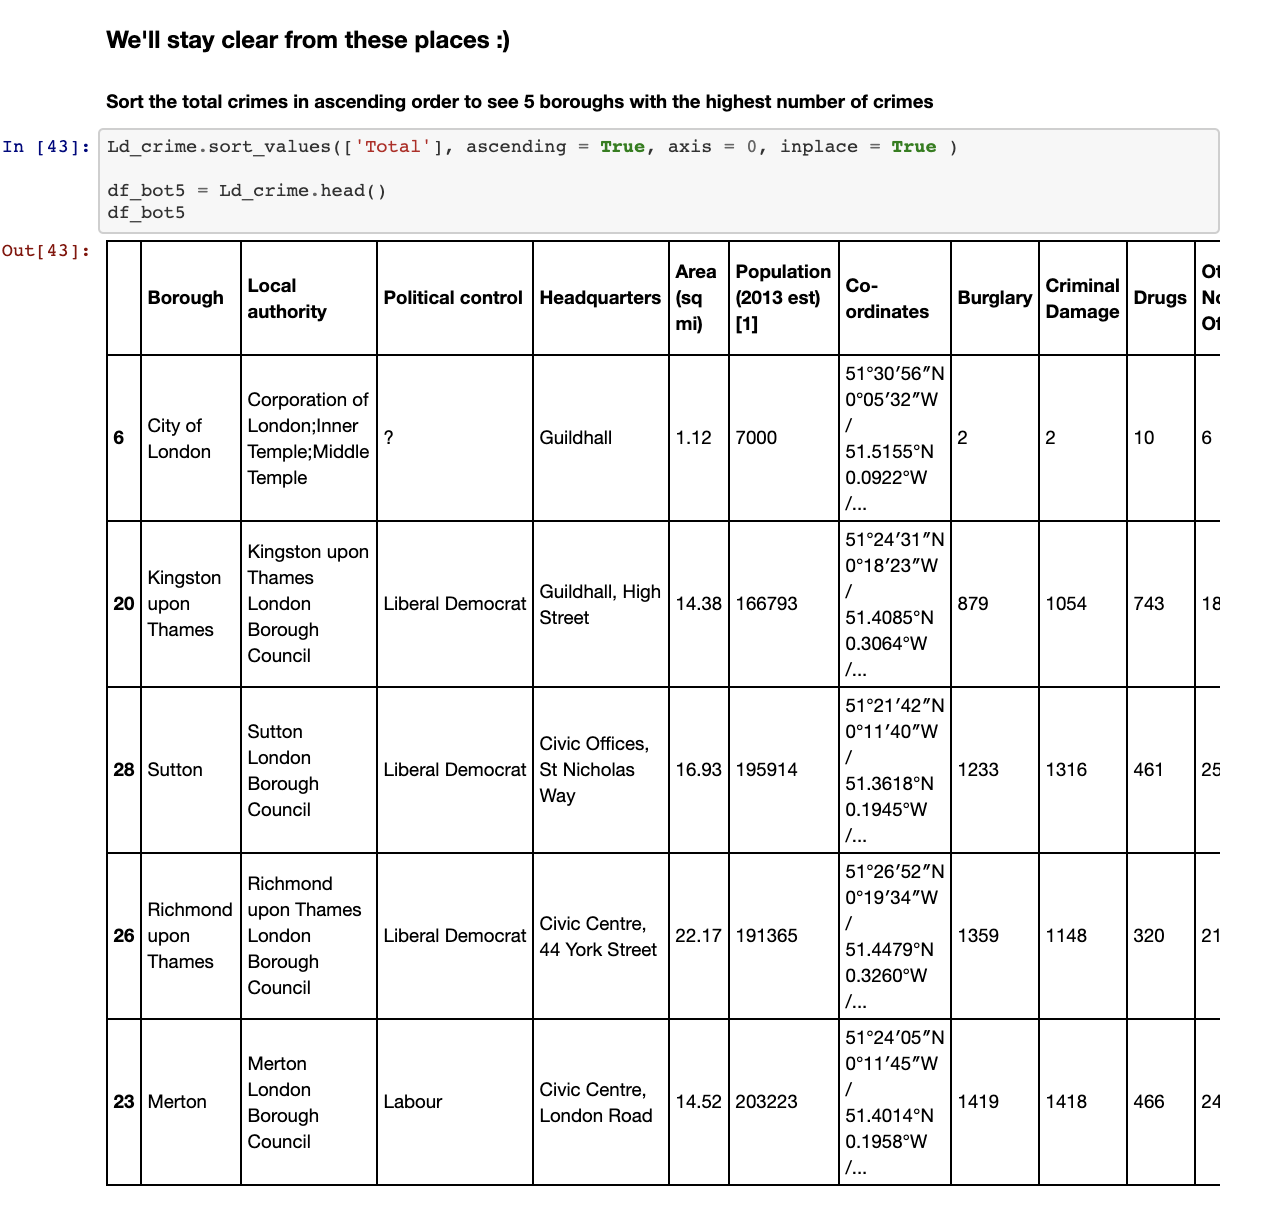 We'll stay clear from these places :)
Sort the total crimes in ascending order to see 5 boroughs with the highest number of crimes
In [43]:
Ld_crime.sort_values(['Total'], ascending = True, axis = 0, inplace = True )
df_bot5 = Ld_crime.head()
df_bot5
Out[43]:
Borough
Local
authority
Political control
Headquarters
Area
(sq
mi)
Population
(2013 est)
[1]
Co-
ordinates
Burglary
Criminal
Damage
Drugs
6
City of
London
Corporation of
London;Inner
Temple;Middle
Temple
?
Guildhall
1.12
7000
51°30′56″N
0°05′32″W
/
51.5155°N
0.0922°W
/...
2
2
10
6
20
Kingston
upon
Thames
Kingston upon
Thames
London
Borough
Council
Liberal Democrat
Guildhall, High
Street
14.38
166793
51°24′31″N
0°18′23″W
/
51.4085°N
0.3064°W
/...
879
1054
743
18
28
Sutton
Sutton
London
Borough
Council
Liberal Democrat
Civic Offices,
St Nicholas
Way
16.93
195914
51°21′42″N
0°11′40″W
/
51.3618°N
0.1945°W
/...
1233
1316
461
25
26
Richmond
upon
Thames
Richmond
upon Thames
London
Borough
Council
Liberal Democrat
Civic Centre,
44 York Street
22.17
191365
51°26′52″N
0°19′34″W
/
51.4479°N
0.3260°W
/...
1359
1148
320
21
23
Merton
Merton
London
Borough
Council
Labour
Civic Centre,
London Road
14.52
203223
51°24′05″N
0°11′45″W
/
51.4014°N
0.1958°W
/...
1419
1418
466
24